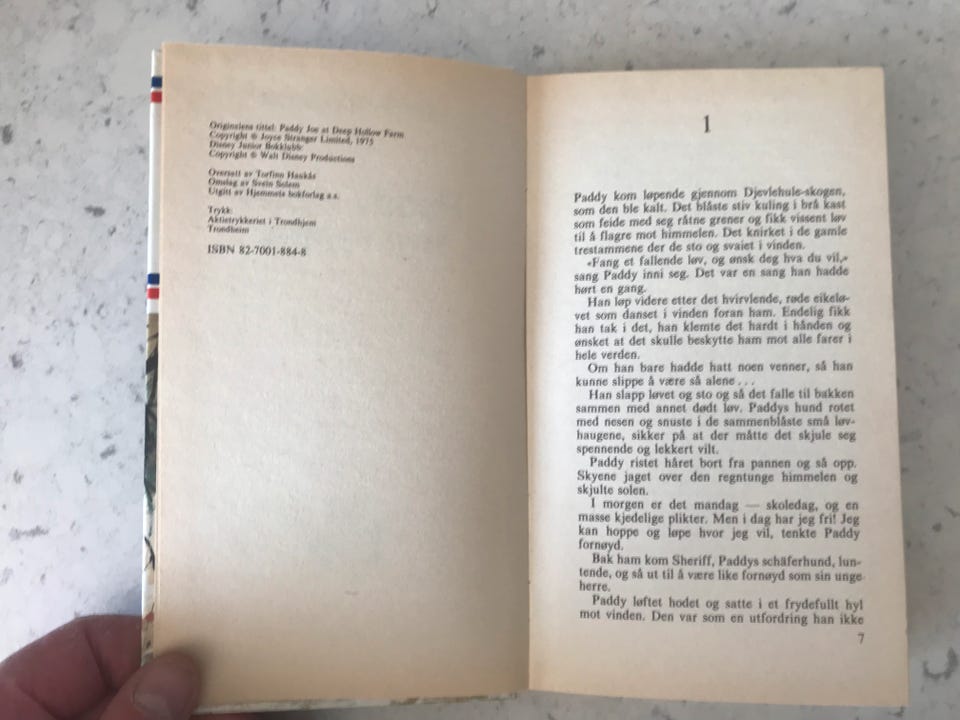 Originalens tittel: Paddy Joe at Deep Hollow Farm
Copyright © Joyce Stranger Limited, 1975
Disney Junior Bokklubb:
Copyright © Walt Disney Productions
Oversatt av Torfinn Haukås
Omslag av Svein Solem
Utgitt av Hjemmets bokforlag a.s.
Trykk:
Aktietrykkeriet i Trondhjem
Trondheim
ISBN 82-7001-884-8
1
Paddy kom løpende gjennom Djevlehule-skogen,
som den ble kalt. Det blåste stiv kuling i brå kast
som feide med seg råtne grener og fikk vissent løv
til å flagre mot himmelen. Det knirket i de gamle
trestammene der de sto og svaiet i vinden.
«Fang et fallende løv, og ønsk deg hva du vil,»
sang Paddy inni seg. Det var en sang han hadde
hørt en gang.
Han løp videre etter det hvirvlende, røde eikelø-
vet som danset i vinden foran ham. Endelig fikk
han tak i det, han klemte det hardt i hånden og
ønsket at det skulle beskytte ham mot alle farer i
hele verden.
Om han bare hadde hatt noen venner, så han
kunne slippe å være så alene . . .
Han slapp løvet og sto og så det falle til bakken
sammen med annet dødt løv. Paddys hund rotet
med nesen og snuste i de sammenblåste små løv-
haugene, sikker på at der måtte det skjule seg
spennende og lekkert vilt.
Paddy ristet håret bort fra pannen og så opp.
Skyene jaget over den regntunge himmelen og
skjulte solen.
I morgen er det mandag — skoledag, og en
masse kjedelige plikter. Men i dag har jeg fri! Jeg
kan hoppe og løpe hvor jeg vil, tenkte Paddy
fornøyd.
Bak ham kom Sheriff, Paddys schäferhund, lun-
tende, og så ut til å være like fornøyd som sin unge
herre.
Paddy løftet hodet og satte i et frydefullt hyl
mot vinden. Den var som en utfordring han ikke
7